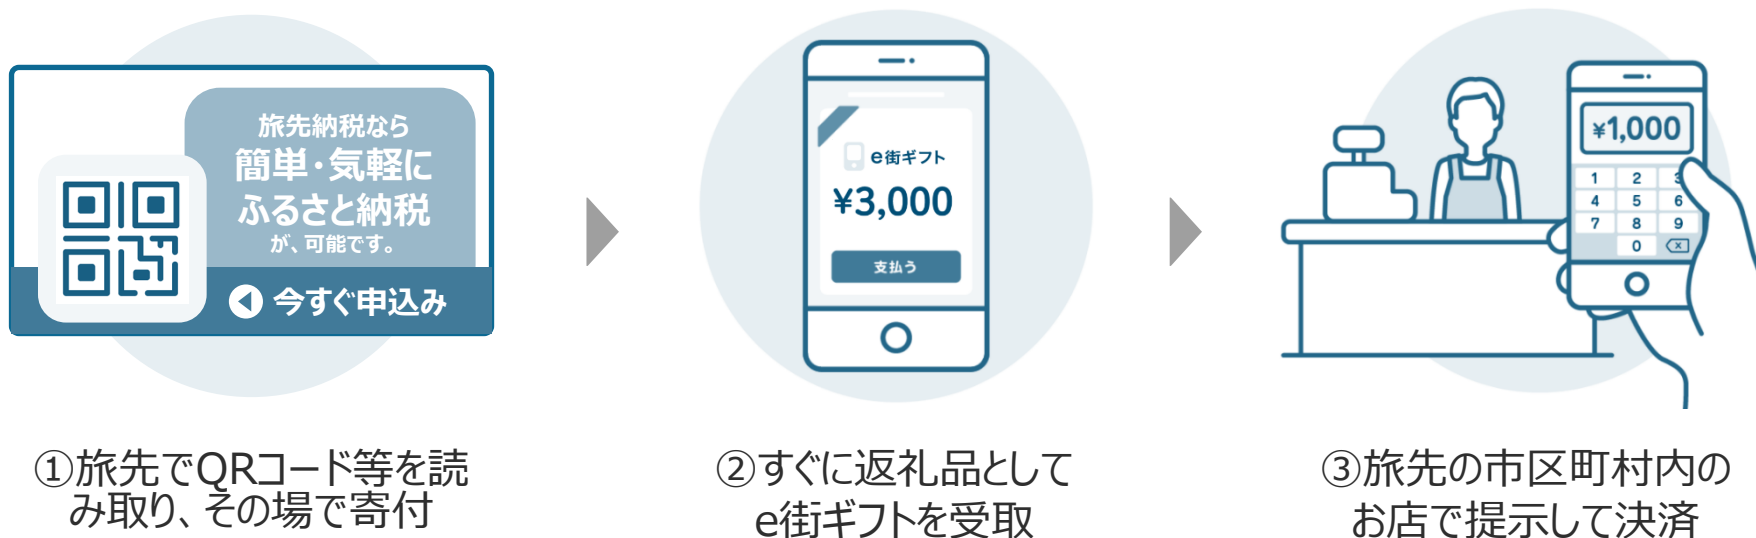 旅先納税なら
簡単・気軽に
ふるさと納税
が、可能です。
今すぐ申込み
①旅先でQRコード等を読
み取り、その場で寄付
e街ギフト
¥3,000
支払う
②すぐに返礼品として
e街ギフトを受取
¥1,000
1 2 3
4 5 6
7 8 9
0
③旅先の市区町村内の
お店で提示して決済